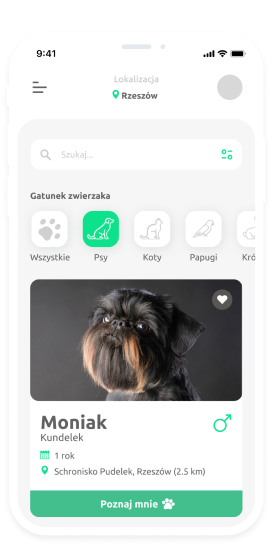 9:41
Lokalizacja
Rzeszów
Szukaj...
Gatunek zwierzaka
Wszystkie Psy Koty Papugi Kró
Moniak
Kundelek
1 rok
Schronisko Pudelek, Rzeszów (2.5 km)
Poznaj mnie